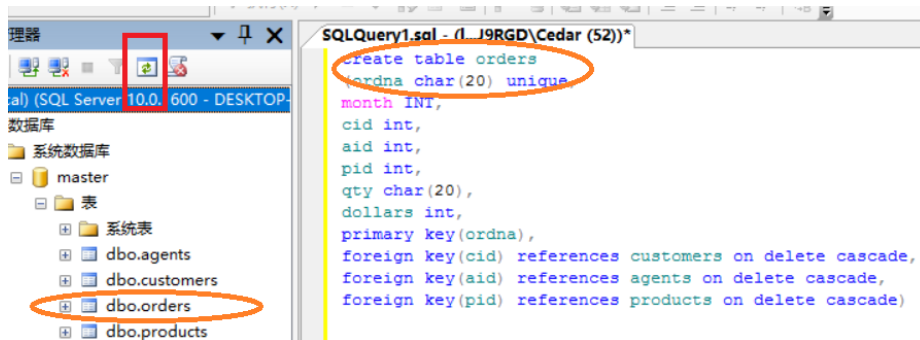 理器
SQLQuery1.sql - (l...J9RGD\Cedar (52))*
cal) (SQL Server 10.0. 600 - DESKTOP-
数据库
系统数据库
master
表
系统表
dbo.agents
dbo.customers
dbo.orders
dbo.products
create table orders
(ordna char(20) unique,
month INT,
cid int,
aid int,
pid int,
qty char(20),
dollars int,
primary key(ordna),
foreign key(cid) references customers on delete cascade,
foreign key(aid) references agents on delete cascade,
foreign key(pid) references products on delete cascade)